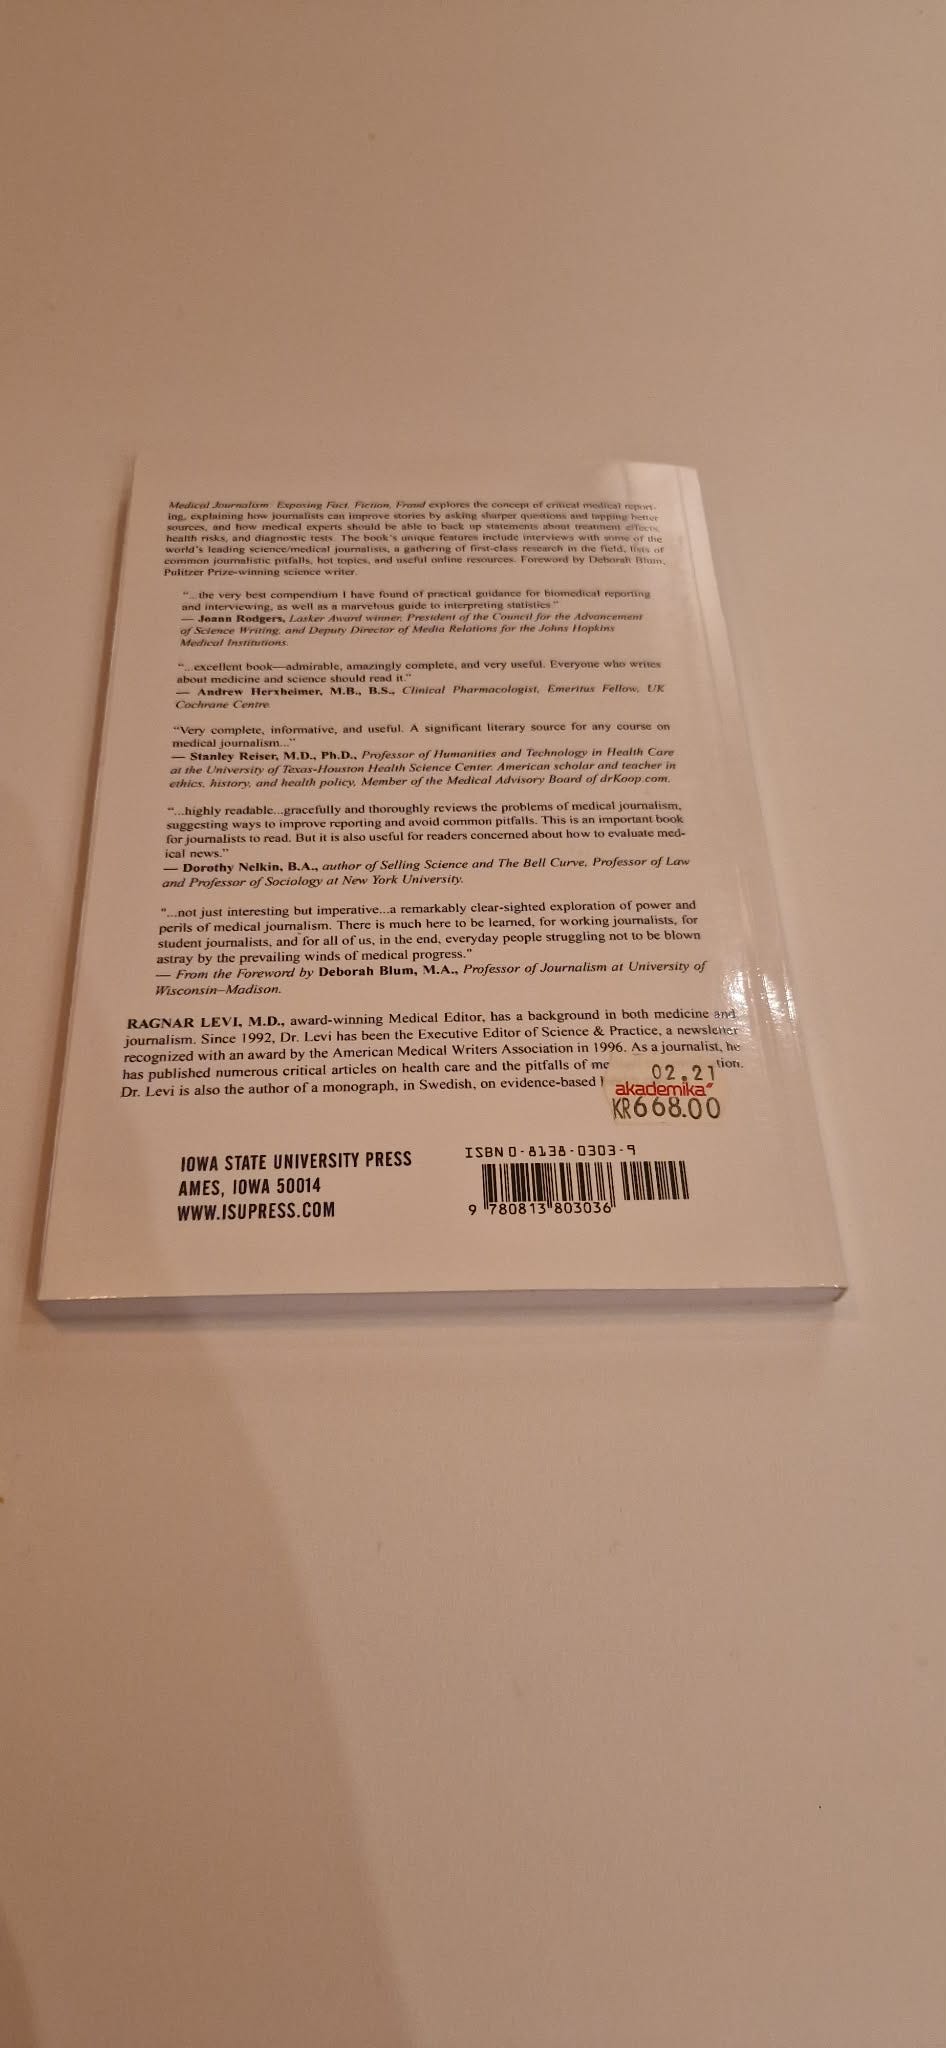 Medical Journalism: Exposing Fact, Fiction, Fraud explores the concept of critical medical report-
ing, explaining how journalists can improve stories by asking sharper questions and tapping better
sources, and how medical experts should be able to back up statements about treatment effects,
health risks, and diagnostic tests. The book's unique features include interviews with some of the
world's leading science/medical journalists, a gathering of first-class research in the field, lists of
common journalistic pitfalls, hot topics, and useful online resources. Foreword by Deborah Blum,
Pulitzer Prize-winning science writer.
"...the very best compendium I have found of practical guidance for biomedical reporting
and interviewing, as well as a marvelous guide to interpreting statistics."
— Joann Rodgers, Lasker Award winner, President of the Council for the Advancement
of Science Writing, and Deputy Director of Media Relations for the Johns Hopkins
Medical Institutions.
"...excellent book—admirable, amazingly complete, and very useful. Everyone who writes
about medicine and science should read it."
— Andrew Herxheimer, M.B., B.S., Clinical Pharmacologist, Emeritus Fellow, UK
Cochrane Centre.
"Very complete, informative, and useful. A significant literary source for any course on
medical journalism..."
— Stanley Reiser, M.D., Ph.D., Professor of Humanities and Technology in Health Care
at the University of Texas-Houston Health Science Center. American scholar and teacher in
ethics, history, and health policy, Member of the Medical Advisory Board of drKoop.com.
"...highly readable...gracefully and thoroughly reviews the problems of medical journalism,
suggesting ways to improve reporting and avoid common pitfalls. This is an important book
for journalists to read. But it is also useful for readers concerned about how to evaluate med-
ical news."
— Dorothy Nelkin, B.A., author of Selling Science and The Bell Curve, Professor of Law
and Professor of Sociology at New York University.
"...not just interesting but imperative...a remarkably clear-sighted exploration of power and
perils of medical journalism. There is much here to be learned, for working journalists, for
student journalists, and for all of us, in the end, everyday people struggling not to be blown
astray by the prevailing winds of medical progress."
— From the Foreword by Deborah Blum, M.A., Professor of Journalism at University of
Wisconsin–Madison.
RAGNAR LEVI, M.D., award-winning Medical Editor, has a background in both medicine and
journalism. Since 1992, Dr. Levi has been the Executive Editor of Science & Practice, a newsletter
recognized with an award by the American Medical Writers Association in 1996. As a journalist, he
has published numerous critical articles on health care and the pitfalls of me tion.
Dr. Levi is also the author of a monograph, in Swedish, on evidence-based
02.21
akademika
KR668.00
IOWA STATE UNIVERSITY PRESS
AMES, IOWA 50014
WWW.ISUPRESS.COM
ISBN 0-8138-0303-9
9 780813 803036